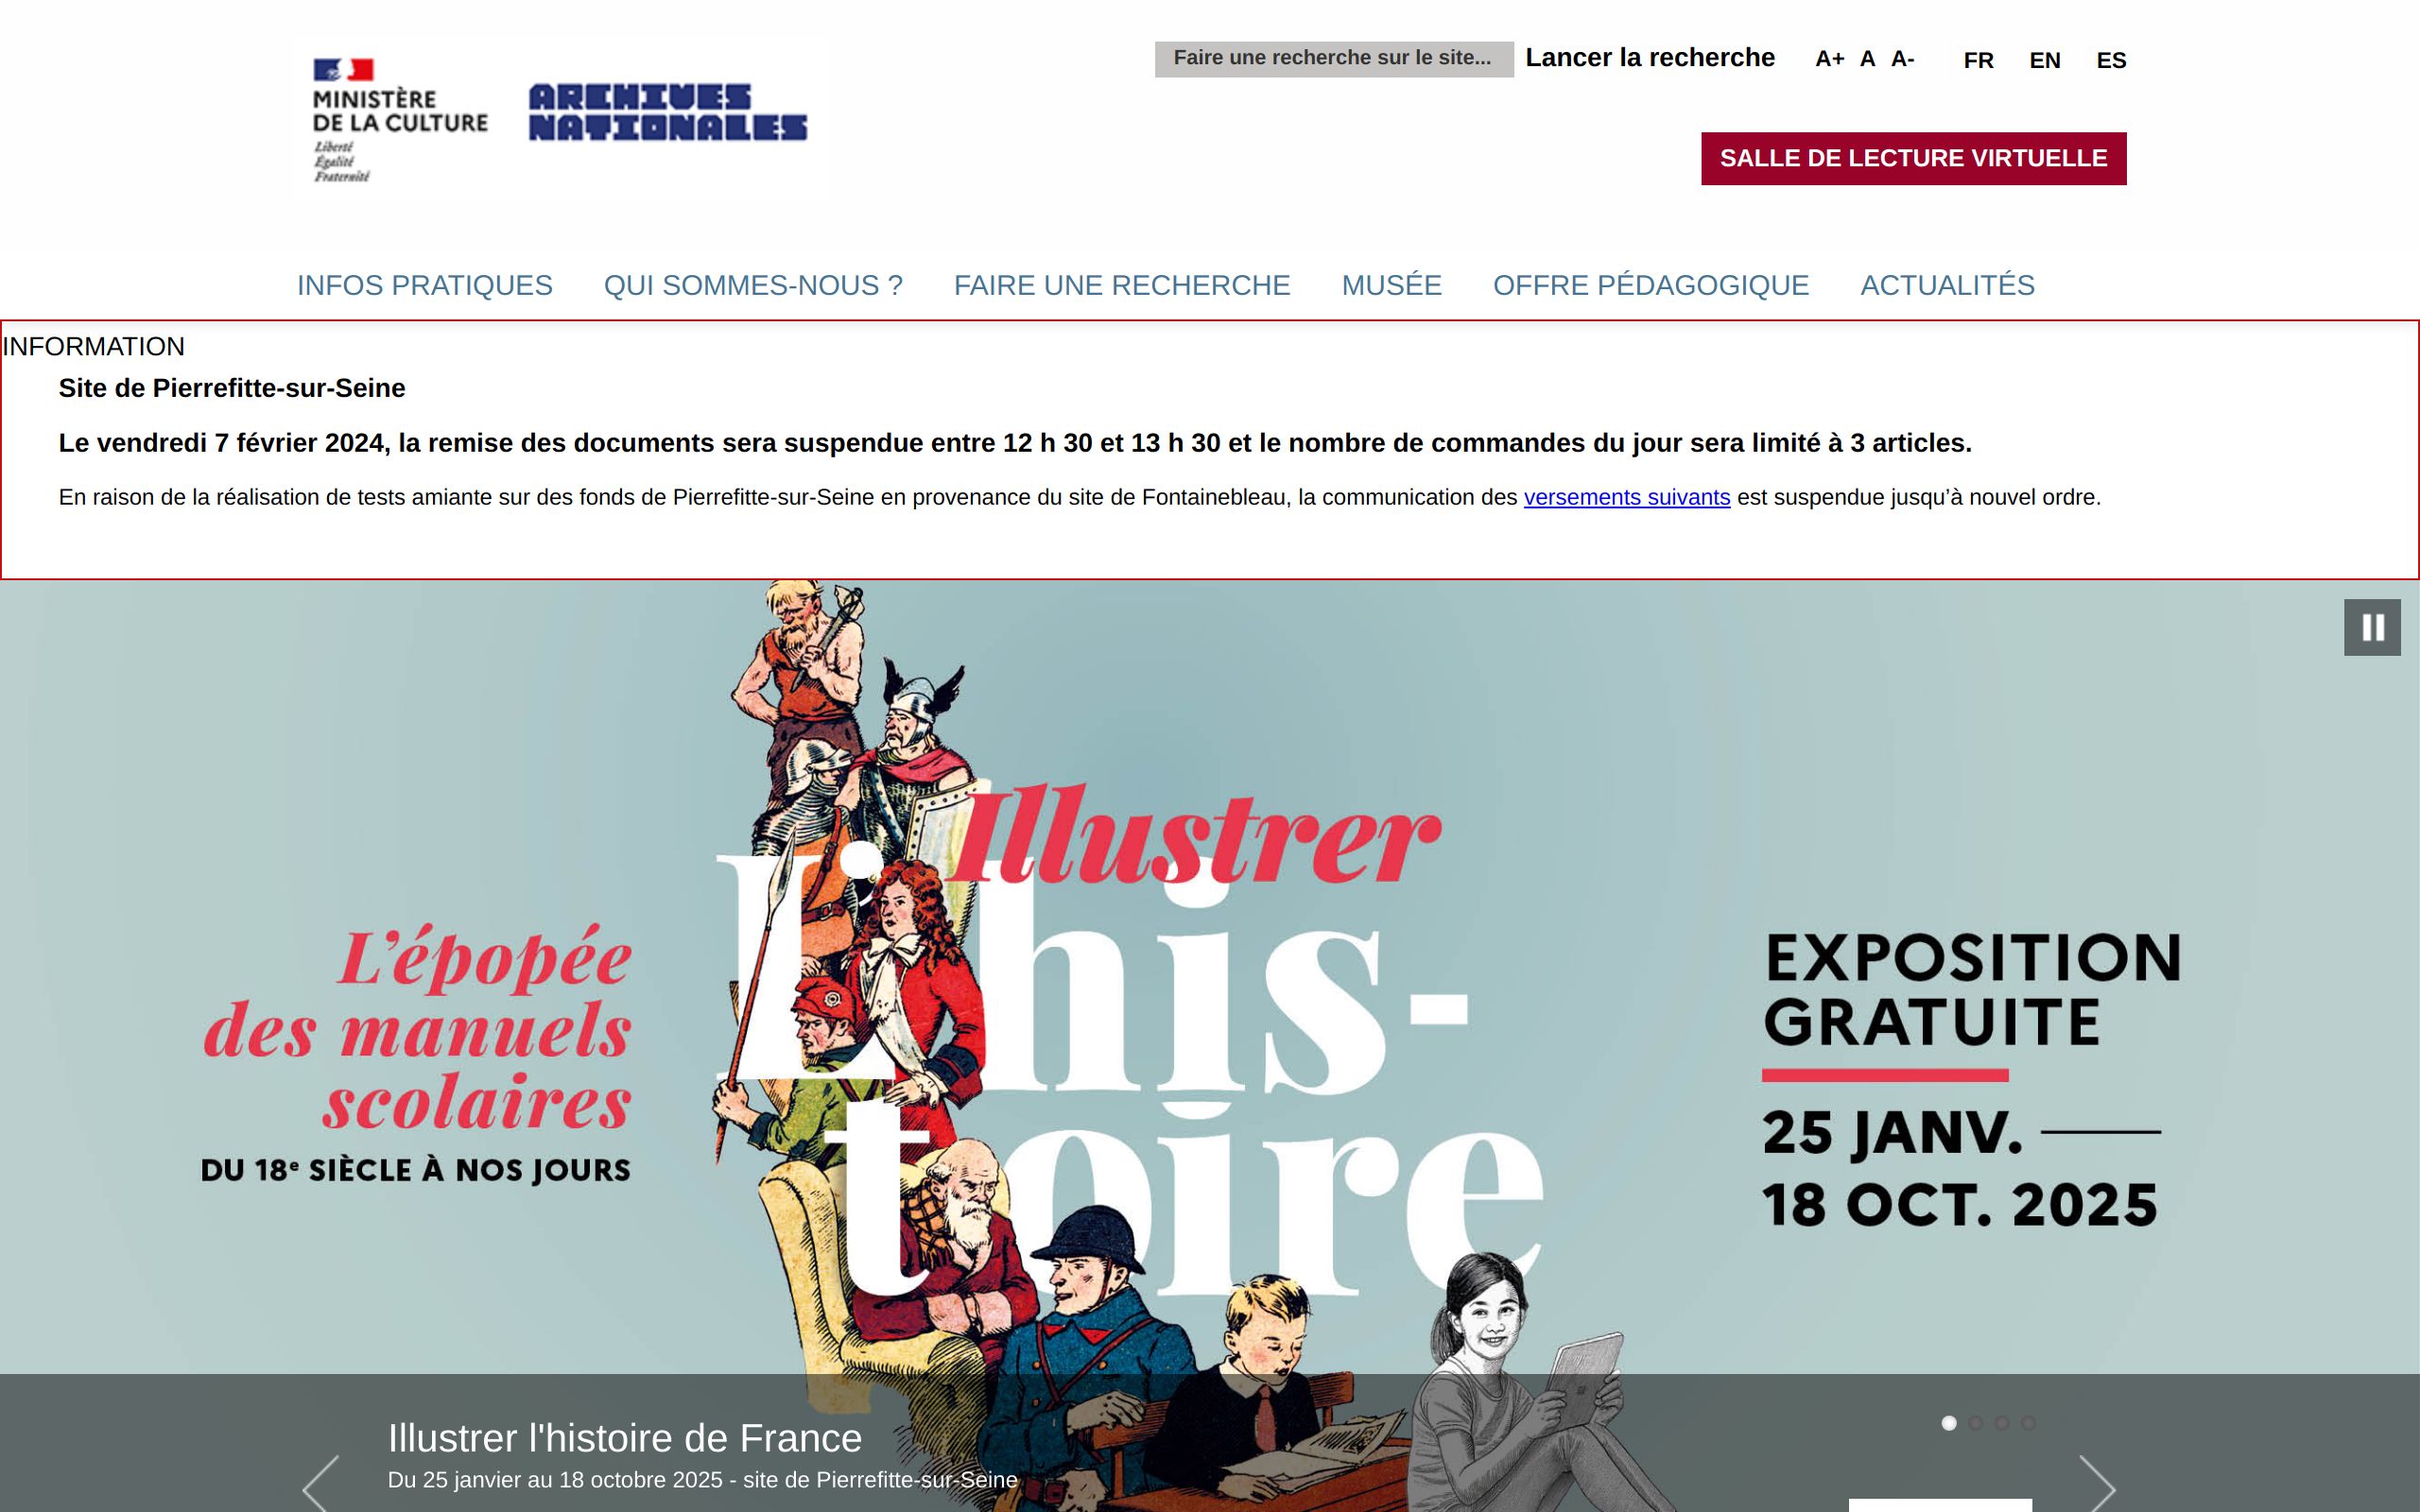 MINISTÈRE
DE LA CULTURE
Liberté
Égalité
Fraternité
ARCHIVES
NATIONALES
Faire une recherche sur le site...
Lancer la recherche
A+ A A-
FR EN ES
SALLE DE LECTURE VIRTUELLE
INFOS PRATIQUES QUI SOMMES-NOUS ? FAIRE UNE RECHERCHE MUSÉE OFFRE PÉDAGOGIQUE ACTUALITÉS
INFORMATION
Site de Pierrefitte-sur-Seine
Le vendredi 7 février 2024, la remise des documents sera suspendue entre 12 h 30 et 13 h 30 et le nombre de commandes du jour sera limité à 3 articles.
En raison de la réalisation de tests amiante sur des fonds de Pierrefitte-sur-Seine en provenance du site de Fontainebleau, la communication des versements suivants est suspendue jusqu’à nouvel ordre.
L’épopée
des manuels
scolaires
DU 18e SIÈCLE À NOS JOURS
Illustrer
L’his-
toire
EXPOSITION
GRATUITE
25 JANV.
18 OCT. 2025
Illustrer l'histoire de France
Du 25 janvier au 18 octobre 2025 - site de Pierrefitte-sur-Seine